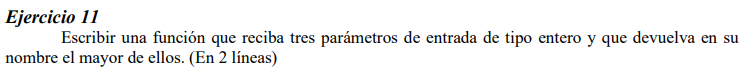 Ejercicio 11
Escribir una función que reciba tres parámetros de entrada de tipo entero y que devuelva en su
nombre el mayor de ellos. (En 2 líneas)